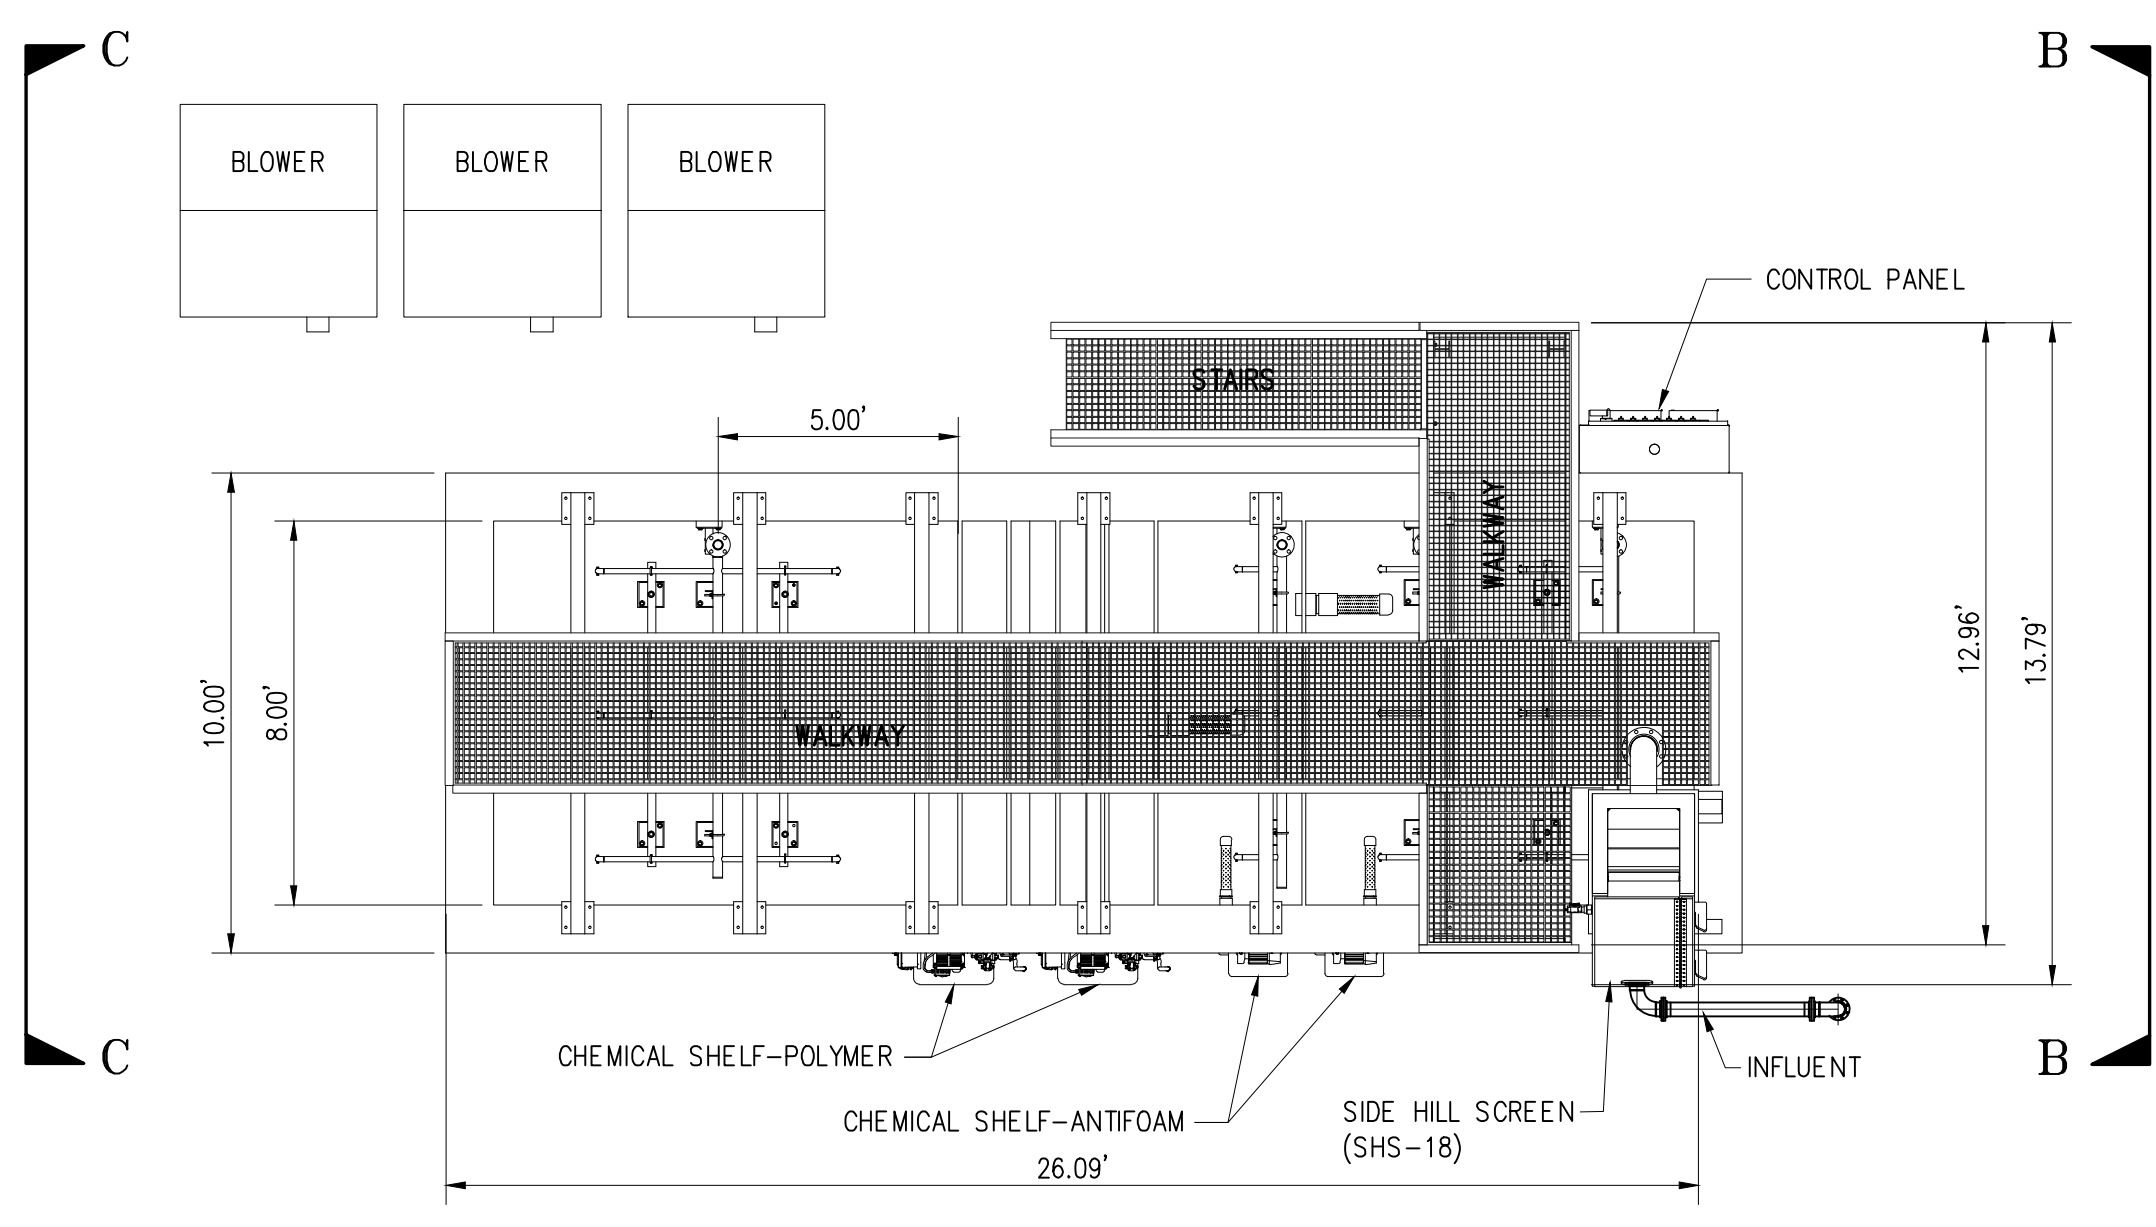 C
B
BLOWER
BLOWER
BLOWER
CONTROL PANEL
STAIRS
5.00'
WALKWAY
12.96'
13.79'
10.00'
8.00'
WALKWAY
CHEMICAL SHELF-POLYMER
C
B
INFLUENT
CHEMICAL SHELF-ANTIFOAM
SIDE HILL SCREEN
(SHS-18)
26.09'